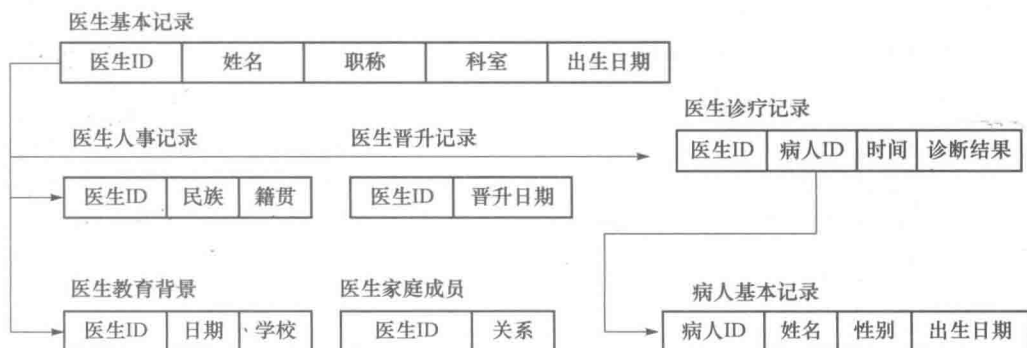 医生基本记录
医生ID 姓名 职称 科室 出生日期
医生诊疗记录
医生ID 病人ID 时间 诊断结果
医生人事记录 医生晋升记录
医生ID 民族 籍贯 医生ID 晋升日期
医生教育背景 医生家庭成员 病人基本记录
医生ID 日期 学校 医生ID 关系 病人ID 姓名 性别 出生日期